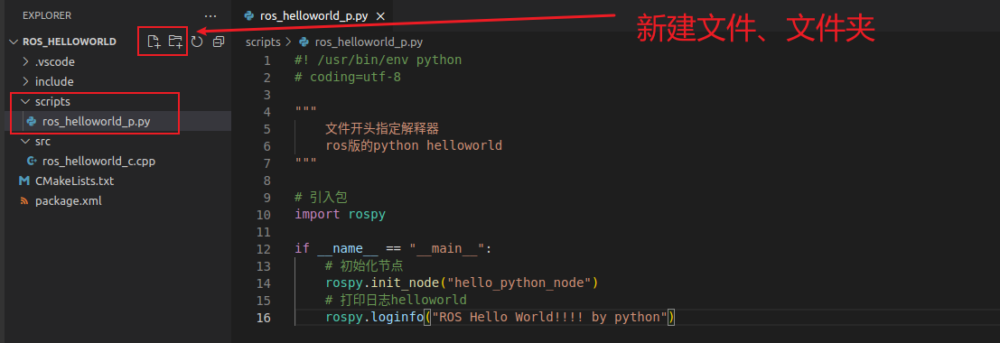 EXPLORER
ros_helloworld_p.py
新建文件、文件夹
ROS_HELLOWORLD
scripts > ros_helloworld_p.py
.vscode
include
scripts
ros_helloworld_p.py
src
ros_helloworld_c.cpp
CMakeLists.txt
package.xml
1 #! /usr/bin/env python
2 # coding=utf-8
3
4 """
5 文件开头指定解释器
6 ros版的python helloworld
7 """
8
9 # 引入包
10 import rospy
11
12 if __name__ == "__main__":
13 # 初始化节点
14 rospy.init_node("hello_python_node")
15 # 打印日志helloworld
16 rospy.loginfo("ROS Hello World!!!! by python")